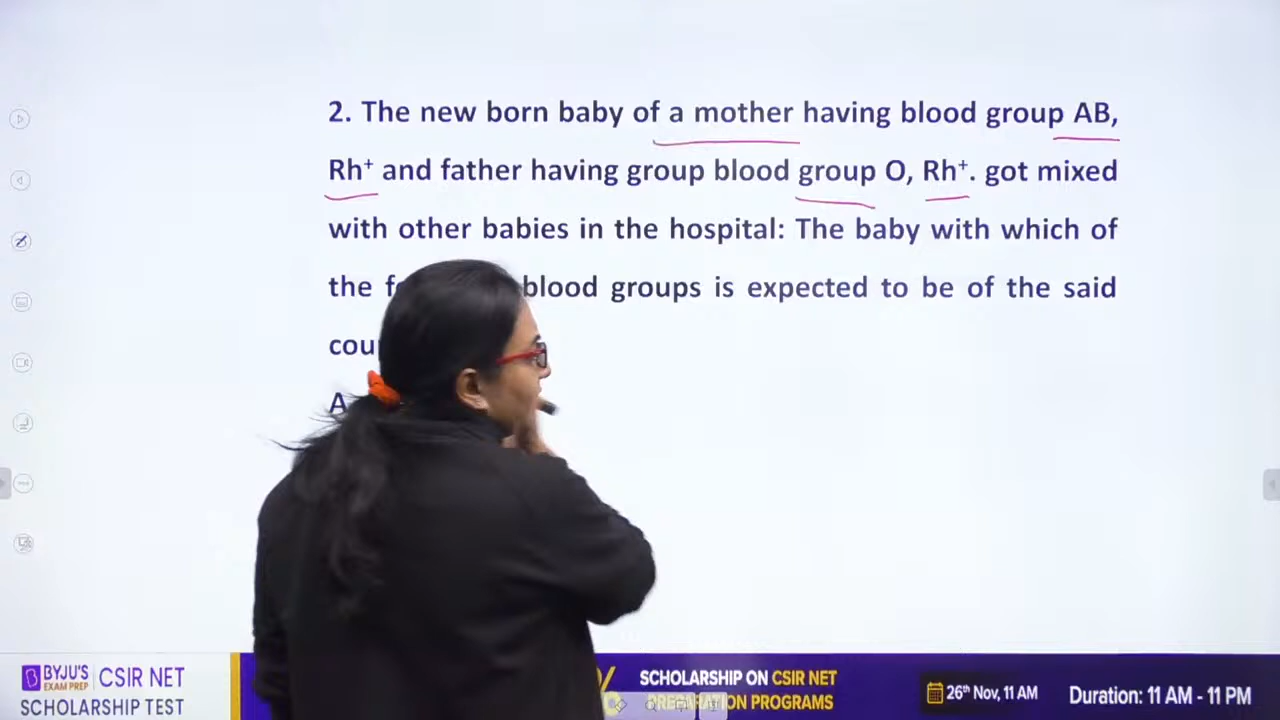 2. The new born baby of a mother having blood group AB,
Rh⁺ and father having group blood group O, Rh⁺. got mixed
with other babies in the hospital: The baby with which of
the blood groups is expected to be of the said
A
BYJU'S
EXAM PREP
CSIR NET
SCHOLARSHIP TEST
SCHOLARSHIP ON CSIR NET
PREPARATION PROGRAMS
26th Nov, 11 AM
Duration: 11 AM - 11 PM